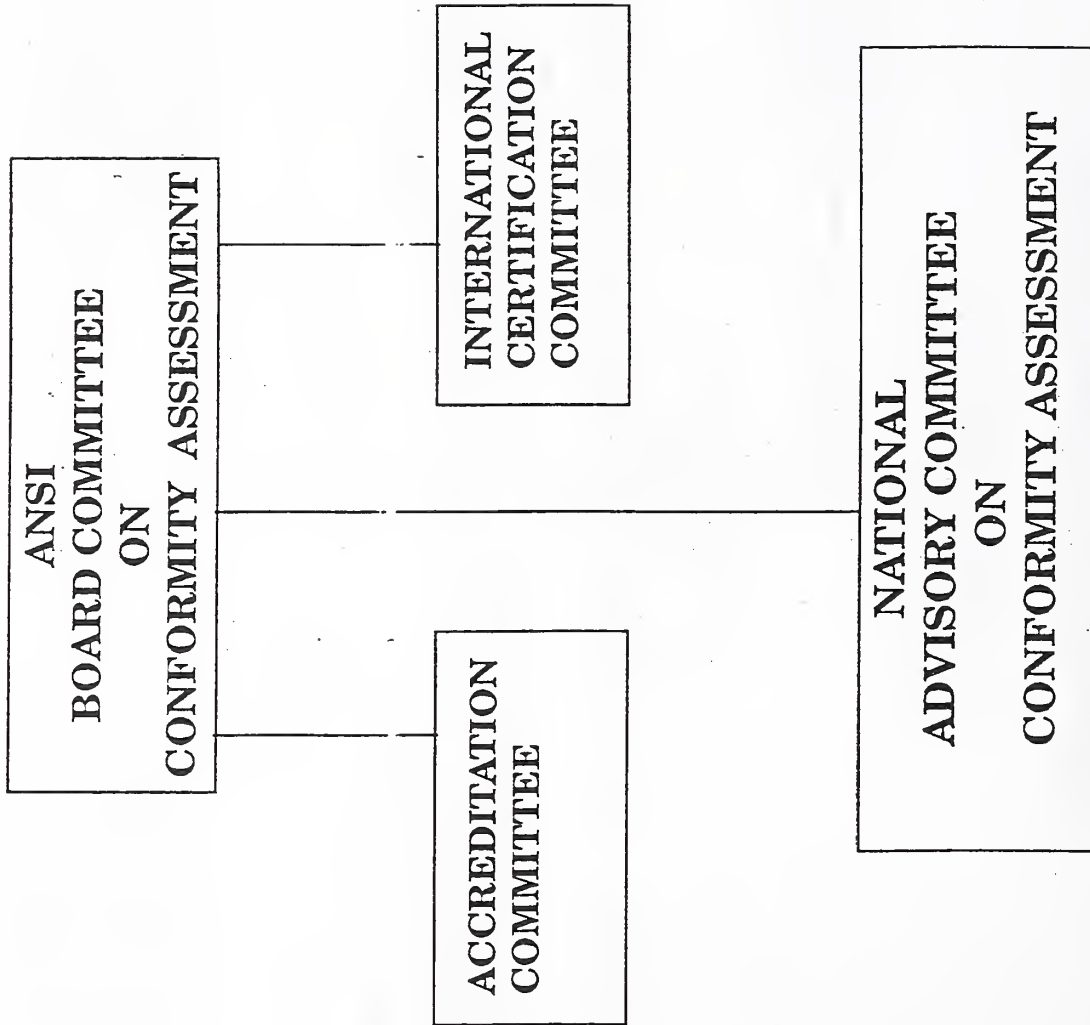 ANSI
BOARD COMMITTEE
ON
CONFORMITY ASSESSMENT
ACCREDITATION
COMMITTEE
INTERNATIONAL
CERTIFICATION
COMMITTEE
NATIONAL
ADVISORY COMMITTEE
ON
CONFORMITY ASSESSMENT